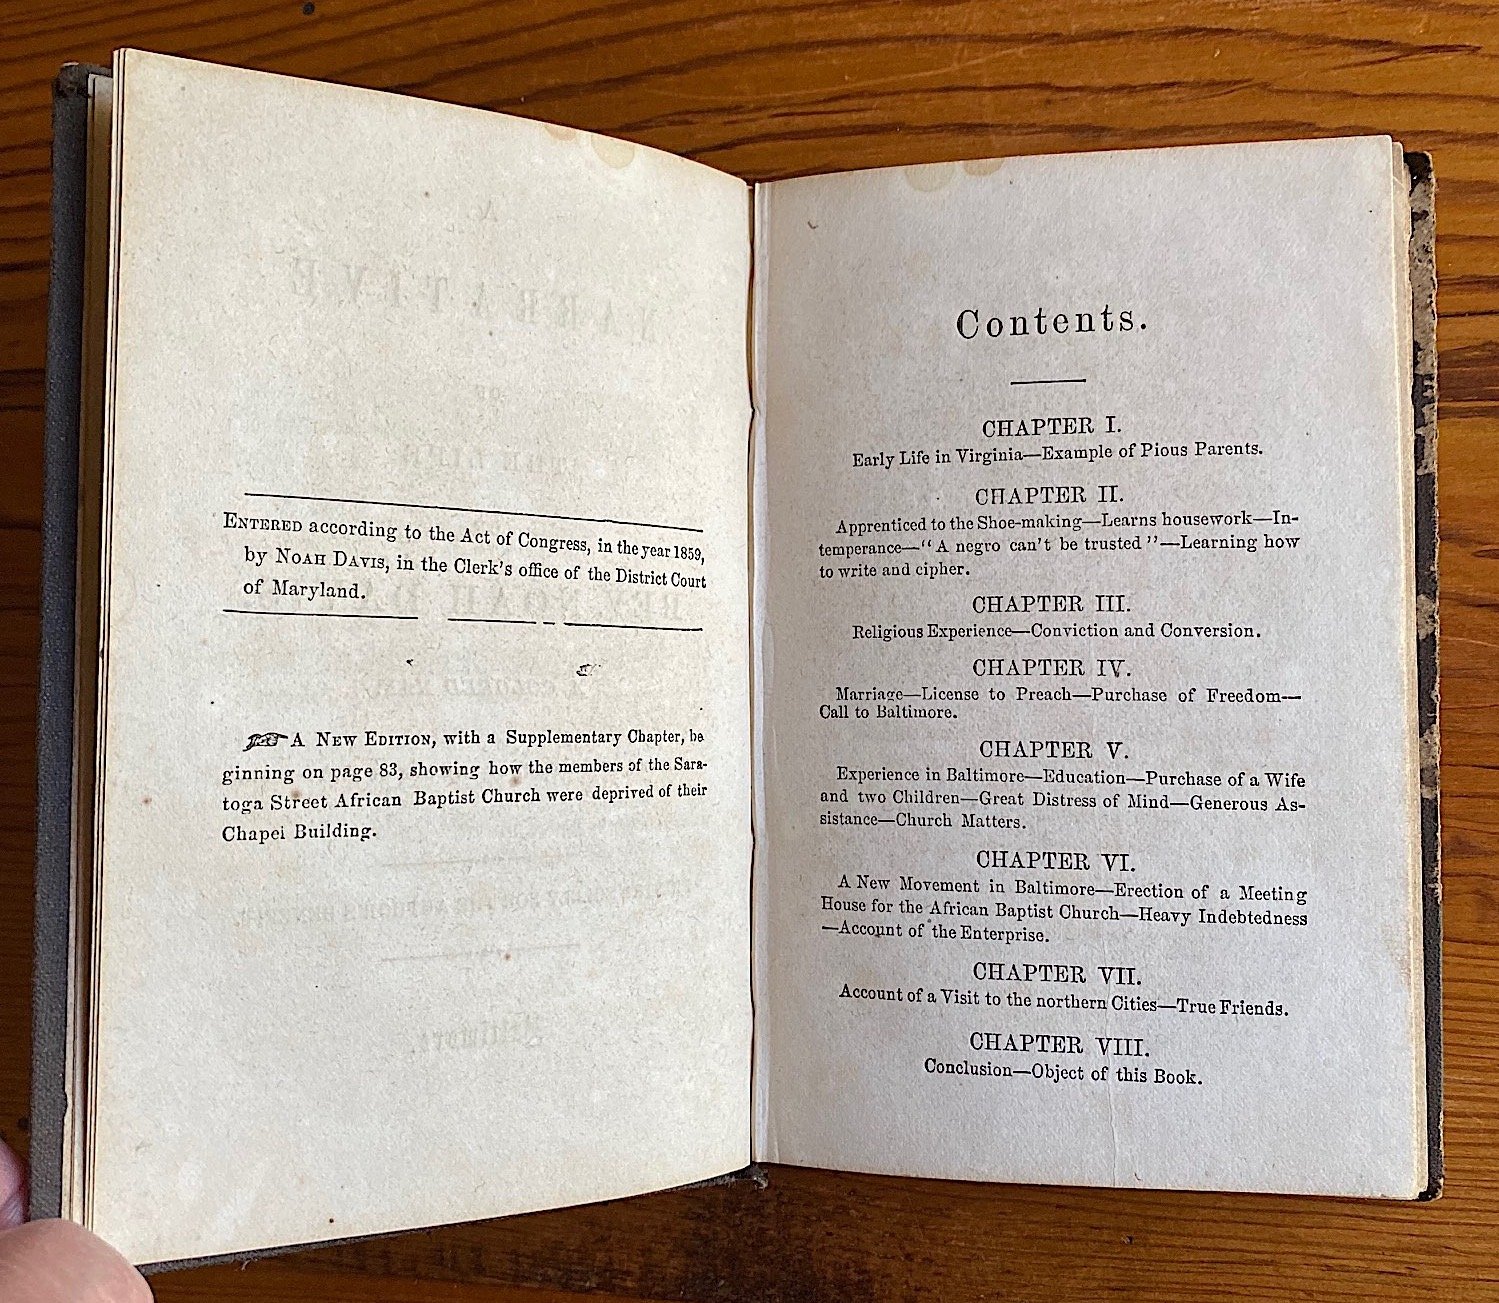 ENTERED according to the Act of Congress, in the year 1859,
by NOAH DAVIS, in the Clerk's office of the District Court
of Maryland.
☞ A NEW EDITION, with a Supplementary Chapter, be
ginning on page 83, showing how the members of the Sara-
toga Street African Baptist Church were deprived of their
Chapel Building.
Contents.
CHAPTER I.
Early Life in Virginia—Example of Pious Parents.
CHAPTER II.
Apprenticed to the Shoe-making—Learns housework—In-
temperance—"A negro can't be trusted"—Learning how
to write and cipher.
CHAPTER III.
Religious Experience—Conviction and Conversion.
CHAPTER IV.
Marriage—License to Preach—Purchase of Freedom—
Call to Baltimore.
CHAPTER V.
Experience in Baltimore—Education—Purchase of a Wife
and two Children—Great Distress of Mind—Generous As-
sistance—Church Matters.
CHAPTER VI.
A New Movement in Baltimore—Erection of a Meeting
House for the African Baptist Church—Heavy Indebtedness
—Account of the Enterprise.
CHAPTER VII.
Account of a Visit to the northern Cities—True Friends.
CHAPTER VIII.
Conclusion—Object of this Book.